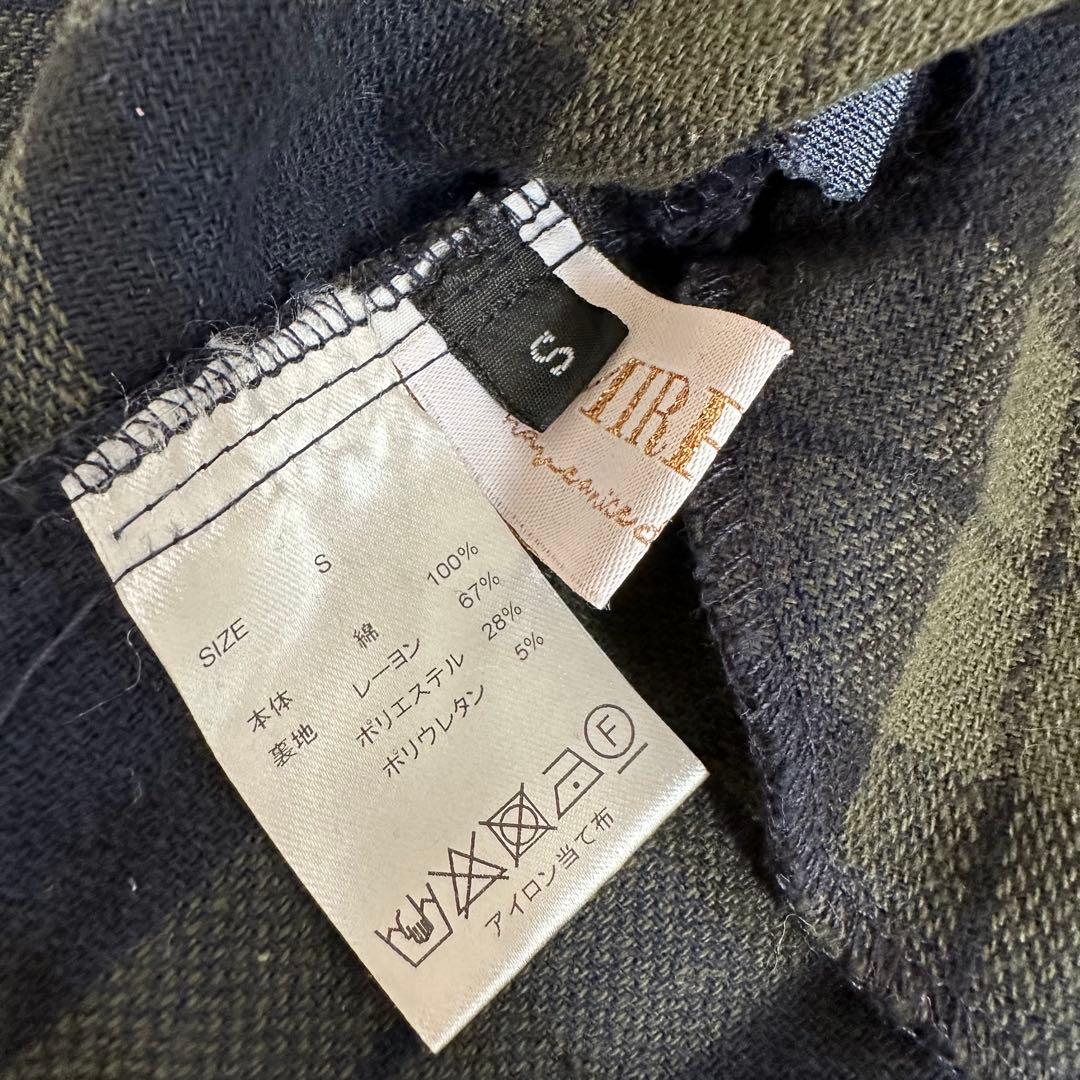 S
SIZE S
本体 綿 100%
裏地 レーヨン 67%
ポリエステル 28%
ポリウレタン 5%
F
アイロン当て布